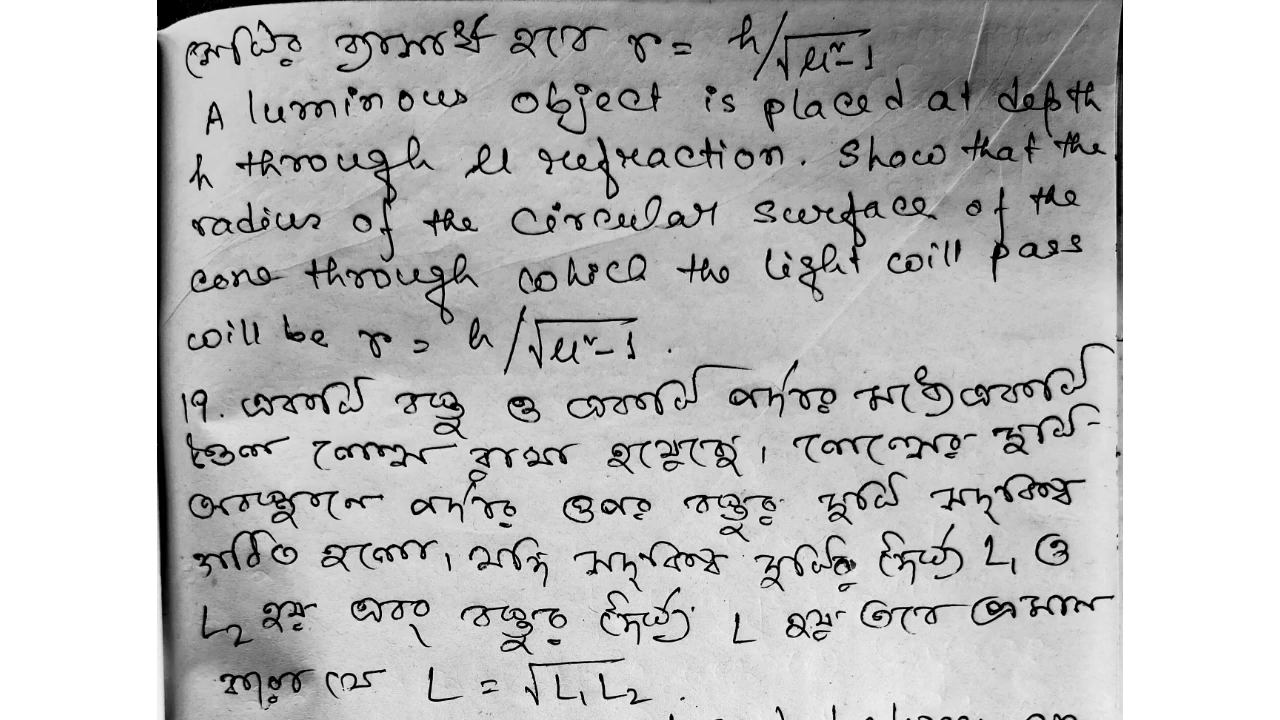 সেটির ব্যাসার্ধ হবে r = h/√μ²-1
A luminous object is placed at depth
h through μ refraction. Show that the
radius of the circular surface of the
cone through which the light will pass
will be r = h/√μ²-1.
19. একটি বস্তু ও একটি পর্দার মধ্যে একটি
উত্তল লেন্স রাখা হয়েছে। লেন্সের দুটি
অবস্থানে পর্দার ওপর বস্তুর দুটি সদ্‌বিম্ব
গঠিত হলো। যদি সদ্‌বিম্ব দুটির দৈর্ঘ্য L₁ ও
L₂ হয় এবং বস্তুর দৈর্ঘ্য L হয় তবে প্রমাণ
করো যে L = √L₁L₂.